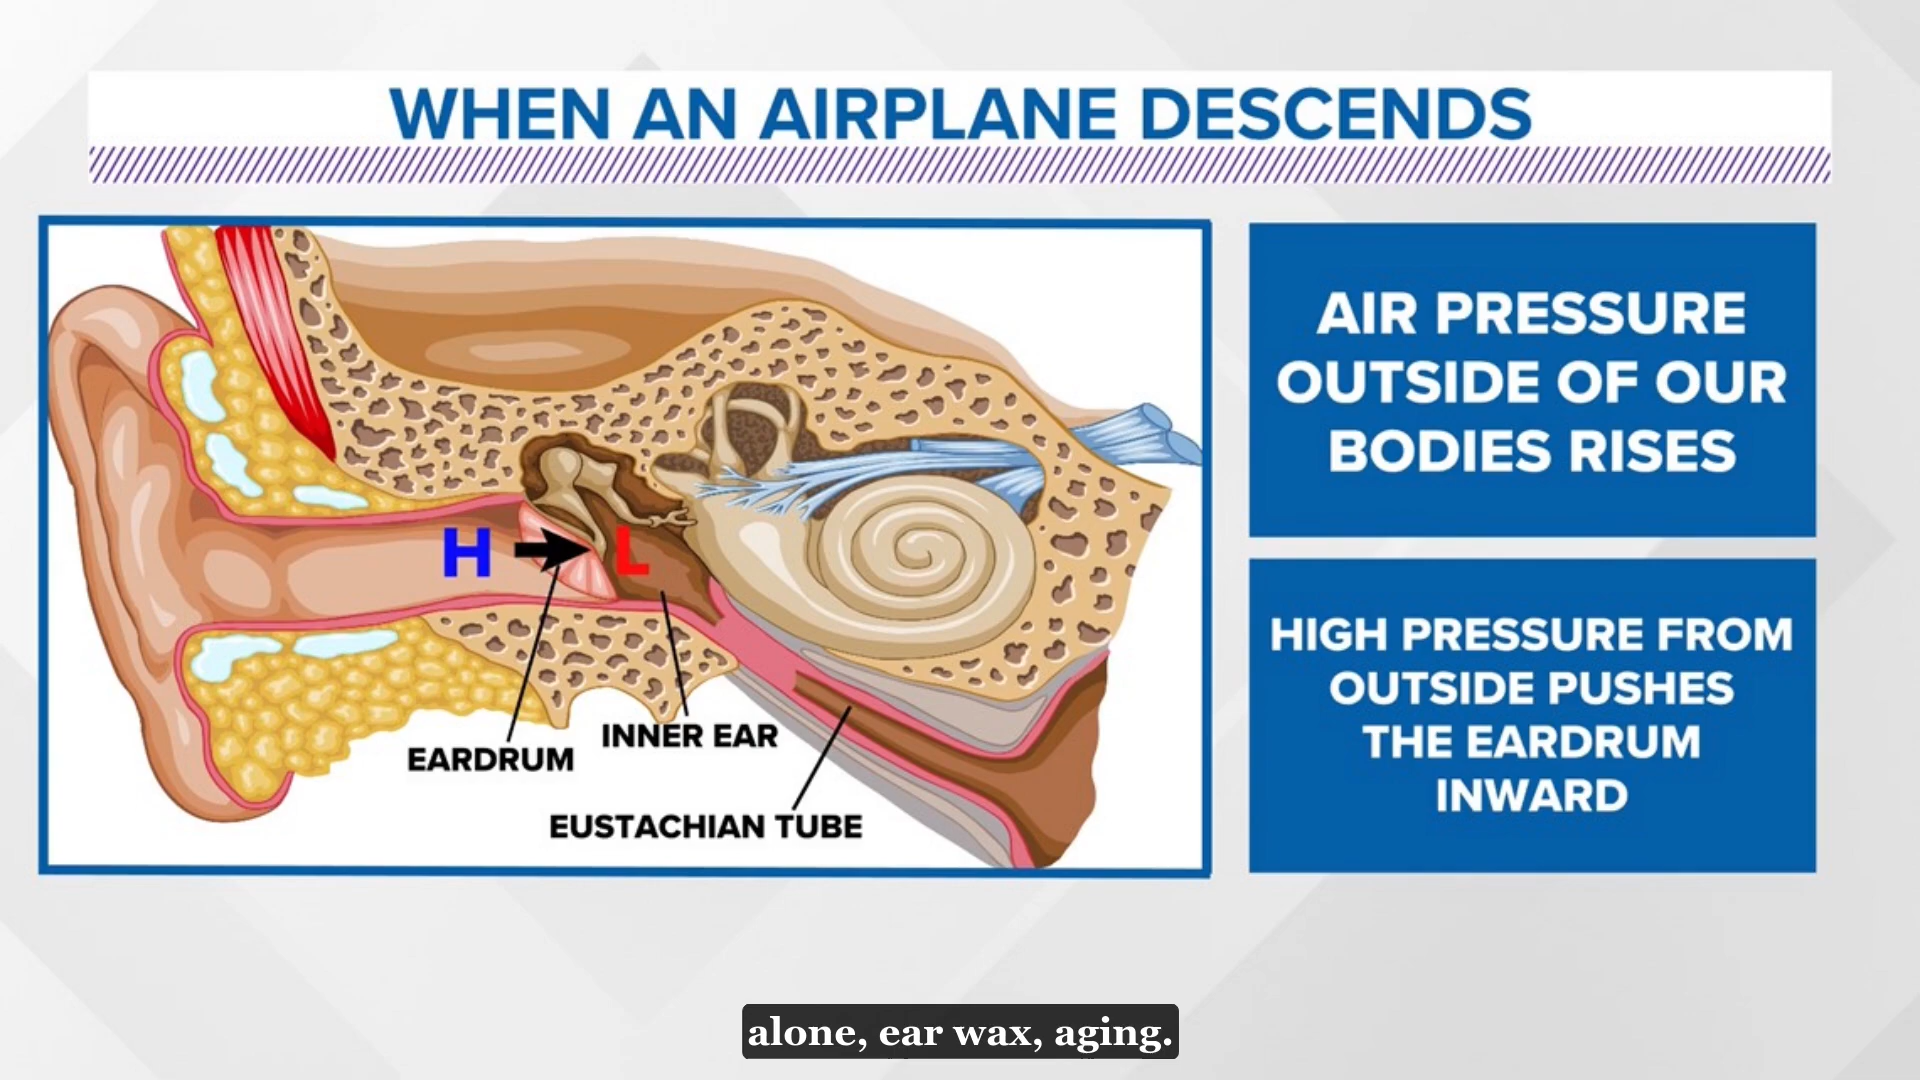 WHEN AN AIRPLANE DESCENDS
H
L
EARDRUM
INNER EAR
EUSTACHIAN TUBE
AIR PRESSURE
OUTSIDE OF OUR
BODIES RISES
HIGH PRESSURE FROM
OUTSIDE PUSHES
THE EARDRUM
INWARD
alone, ear wax, aging.